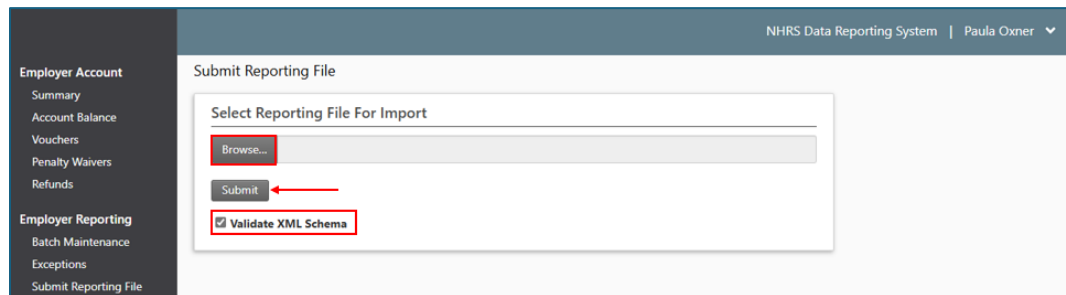 NHRS Data Reporting System | Paula Oxner
Employer Account
Summary
Account Balance
Vouchers
Penalty Waivers
Refunds
Employer Reporting
Batch Maintenance
Exceptions
Submit Reporting File
Submit Reporting File
Select Reporting File For Import
Browse...
Submit
Validate XML Schema